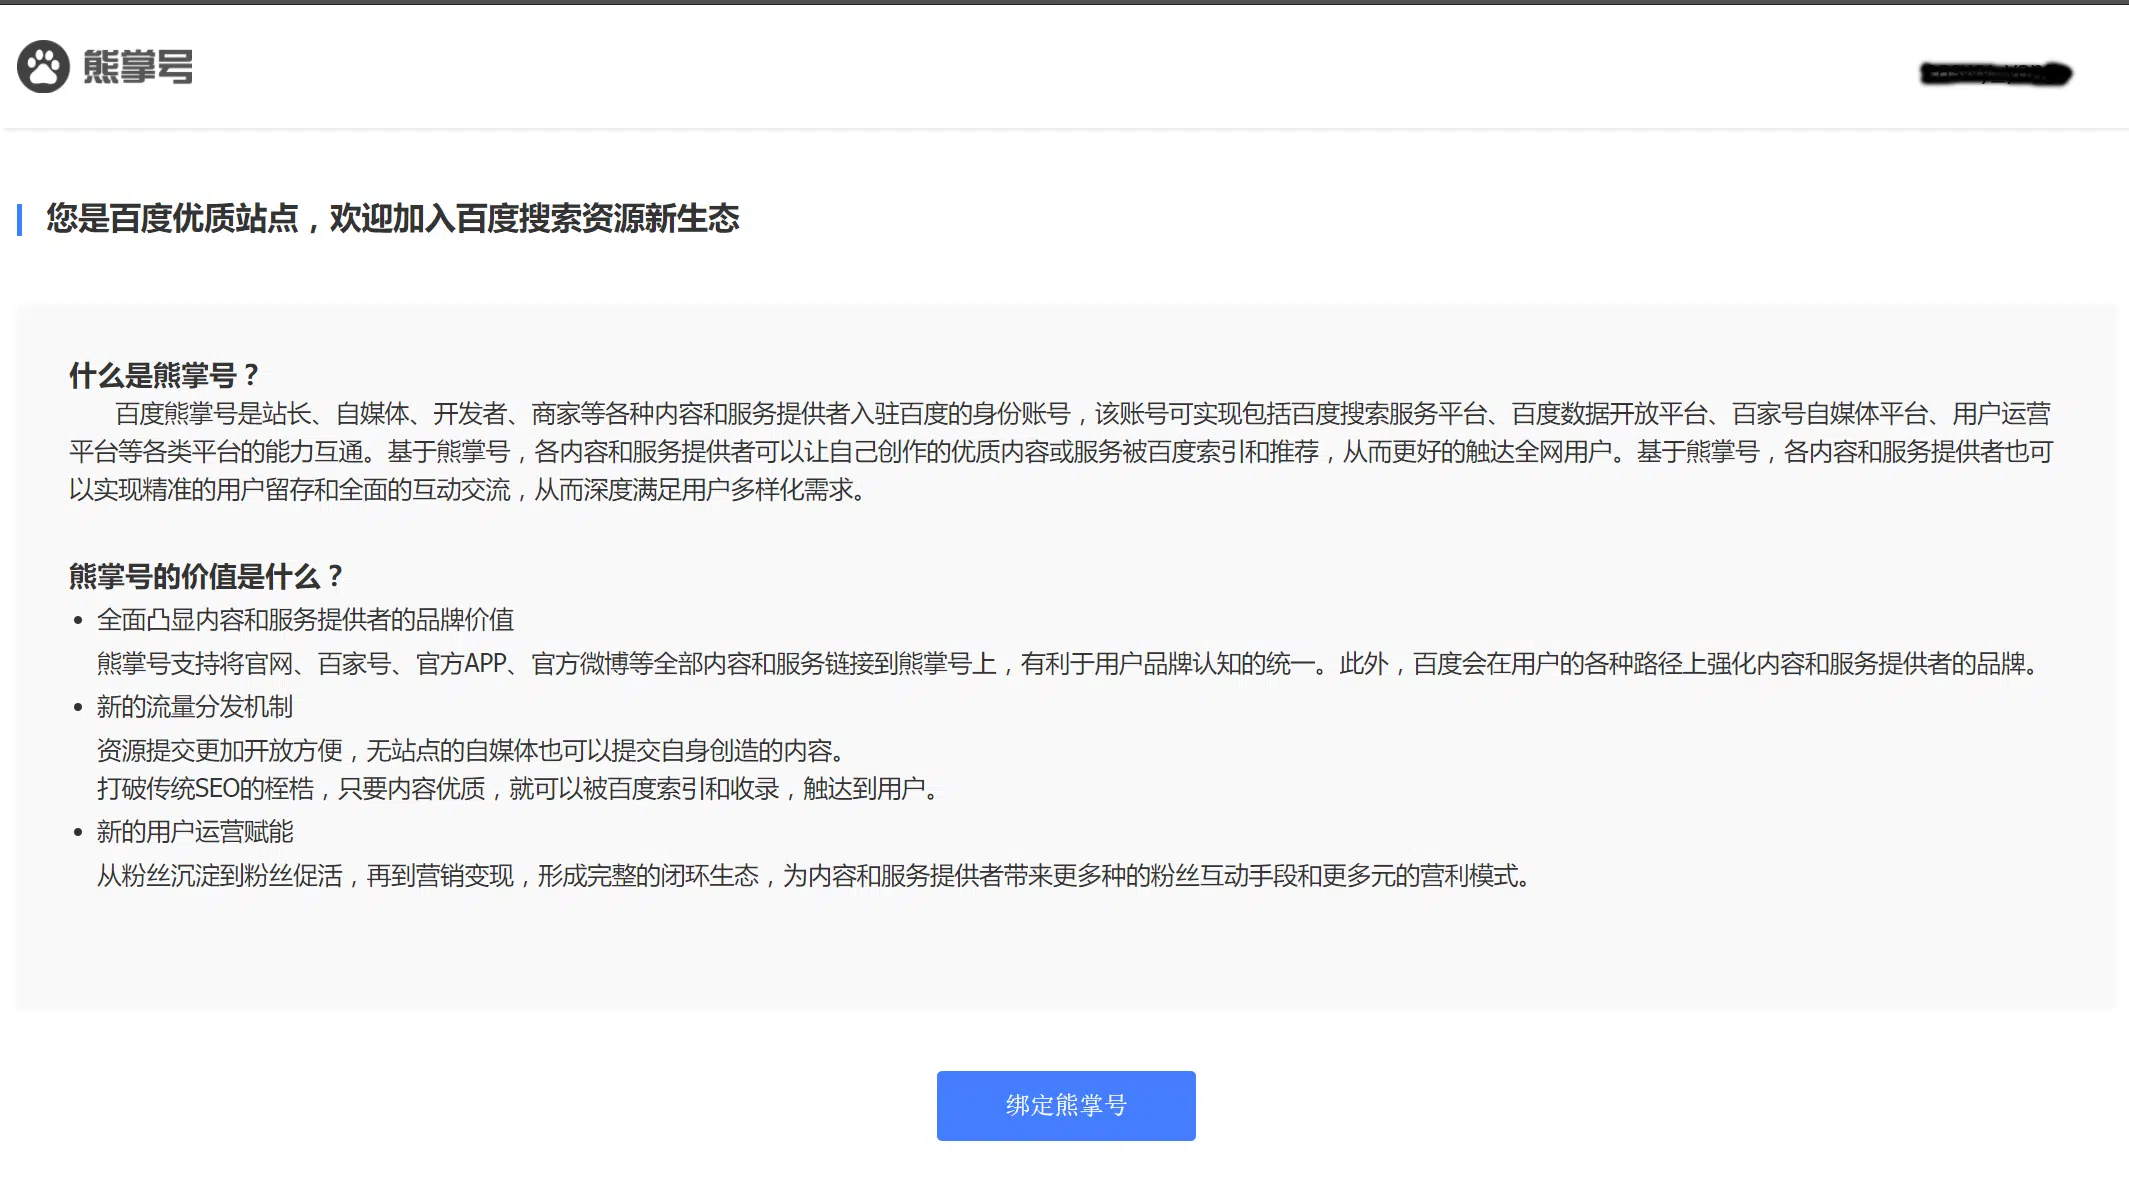 熊掌号
您是百度优质站点，欢迎加入百度搜索资源新生态
什么是熊掌号？
百度熊掌号是站长、自媒体、开发者、商家等各种内容和服务提供者入驻百度的身份账号，该账号可实现包括百度搜索服务平台、百度数据开放平台、百家号自媒体平台、用户运营
平台等各类平台的能力互通。基于熊掌号，各内容和服务提供者可以让自己创作的优质内容或服务被百度索引和推荐，从而更好的触达全网用户。基于熊掌号，各内容和服务提供者也可
以实现精准的用户留存和全面的互动交流，从而深度满足用户多样化需求。
熊掌号的价值是什么？
• 全面凸显内容和服务提供者的品牌价值
熊掌号支持将官网、百家号、官方APP、官方微博等全部内容和服务链接到熊掌号上，有利于用户品牌认知的统一。此外，百度会在用户的各种路径上强化内容和服务提供者的品牌。
• 新的流量分发机制
资源提交更加开放方便，无站点的自媒体也可以提交自身创造的内容。
打破传统SEO的桎梏，只要内容优质，就可以被百度索引和收录，触达到用户。
• 新的用户运营赋能
从粉丝沉淀到粉丝促活，再到营销变现，形成完整的闭环生态，为内容和服务提供者带来更多种的粉丝互动手段和更多元的营利模式。
绑定熊掌号